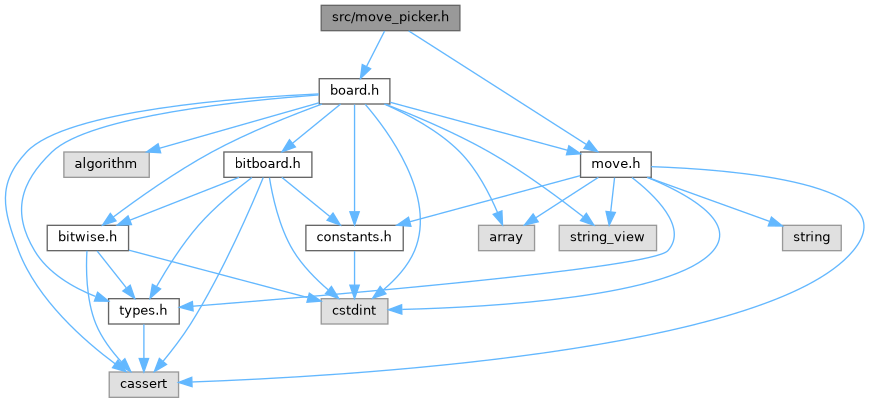 src/move_picker.h
board.h
algorithm
bitboard.h
move.h
bitwise.h
constants.h
array
string_view
string
types.h
cstdint
cassert